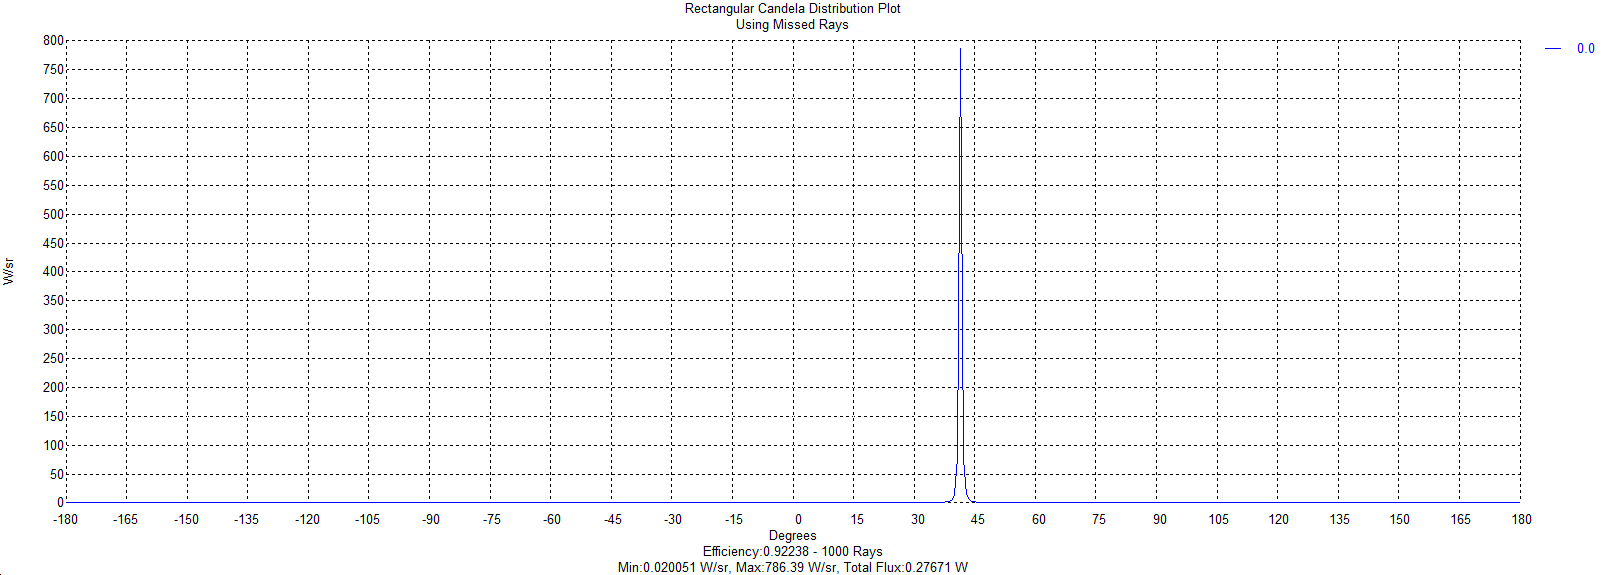 Rectangular Candela Distribution Plot
Using Missed Rays
800
750
700
650
600
550
500
450
400
350
300
250
200
150
100
50
0
W/sr
0.0
-180 -165 -150 -135 -120 -105 -90 -75 -60 -45 -30 -15 0 15 30 45 60 75 90 105 120 135 150 165 180
Degrees
Efficiency:0.92238 - 1000 Rays
Min:0.020051 W/sr, Max:786.39 W/sr, Total Flux:0.27671 W